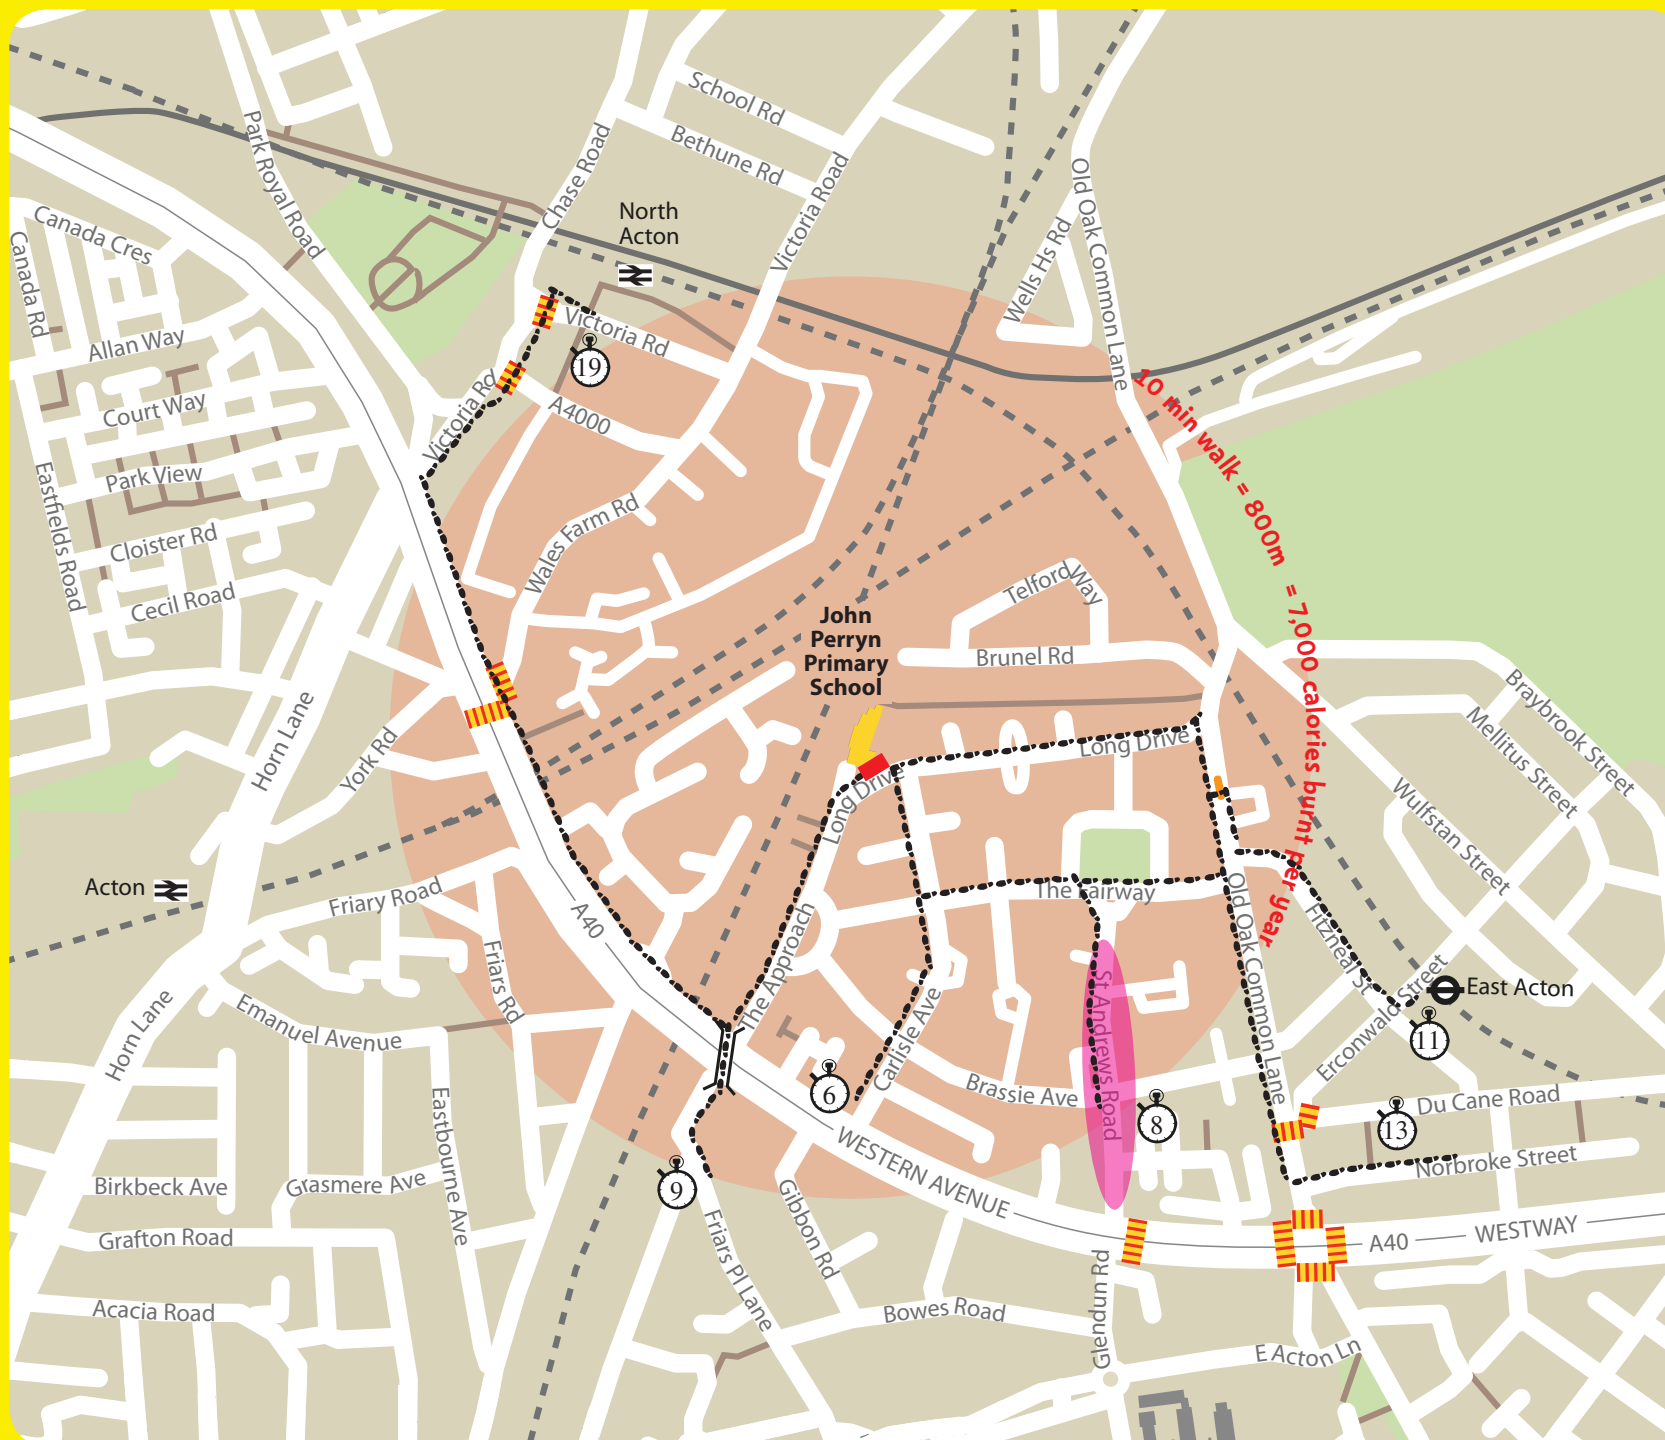 School Rd
Bethune Rd
Park Royal Road
Chase Road
Victoria Road
Old Oak Common Lane
Wells Hs Rd
North
Acton
Canada Cres
Canada Rd
Allan Way
Court Way
Park View
Eastfields Road
Cloister Rd
Cecil Road
Victoria Rd
19
Victoria Rd
A4000
Wales Farm Rd
10 min walk = 800m = 7,000 calories burnt per year
Telford Way
John
Perryn
Primary
School
Brunel Rd
Long Drive
Long Drive
Horn Lane
York Rd
Braybrook Street
Mellitus Street
Wulfstan Street
Acton
Friary Road
A40
The Fairway
The Approach
Old Oak Common Lane
Fitzneal St
Erconwald Street
East Acton
11
Friars Rd
Emanuel Avenue
Horn Lane
St Andrews Road
Carlisle Ave
Brassie Ave
6
8
Du Cane Road
13
Norbroke Street
Eastbourne Ave
Birkbeck Ave
Grasmere Ave
9
WESTERN AVENUE
Gibbon Rd
Friars Pl Lane
Grafton Road
A40
WESTWAY
Acacia Road
Bowes Road
Glendun Rd
E Acton Ln